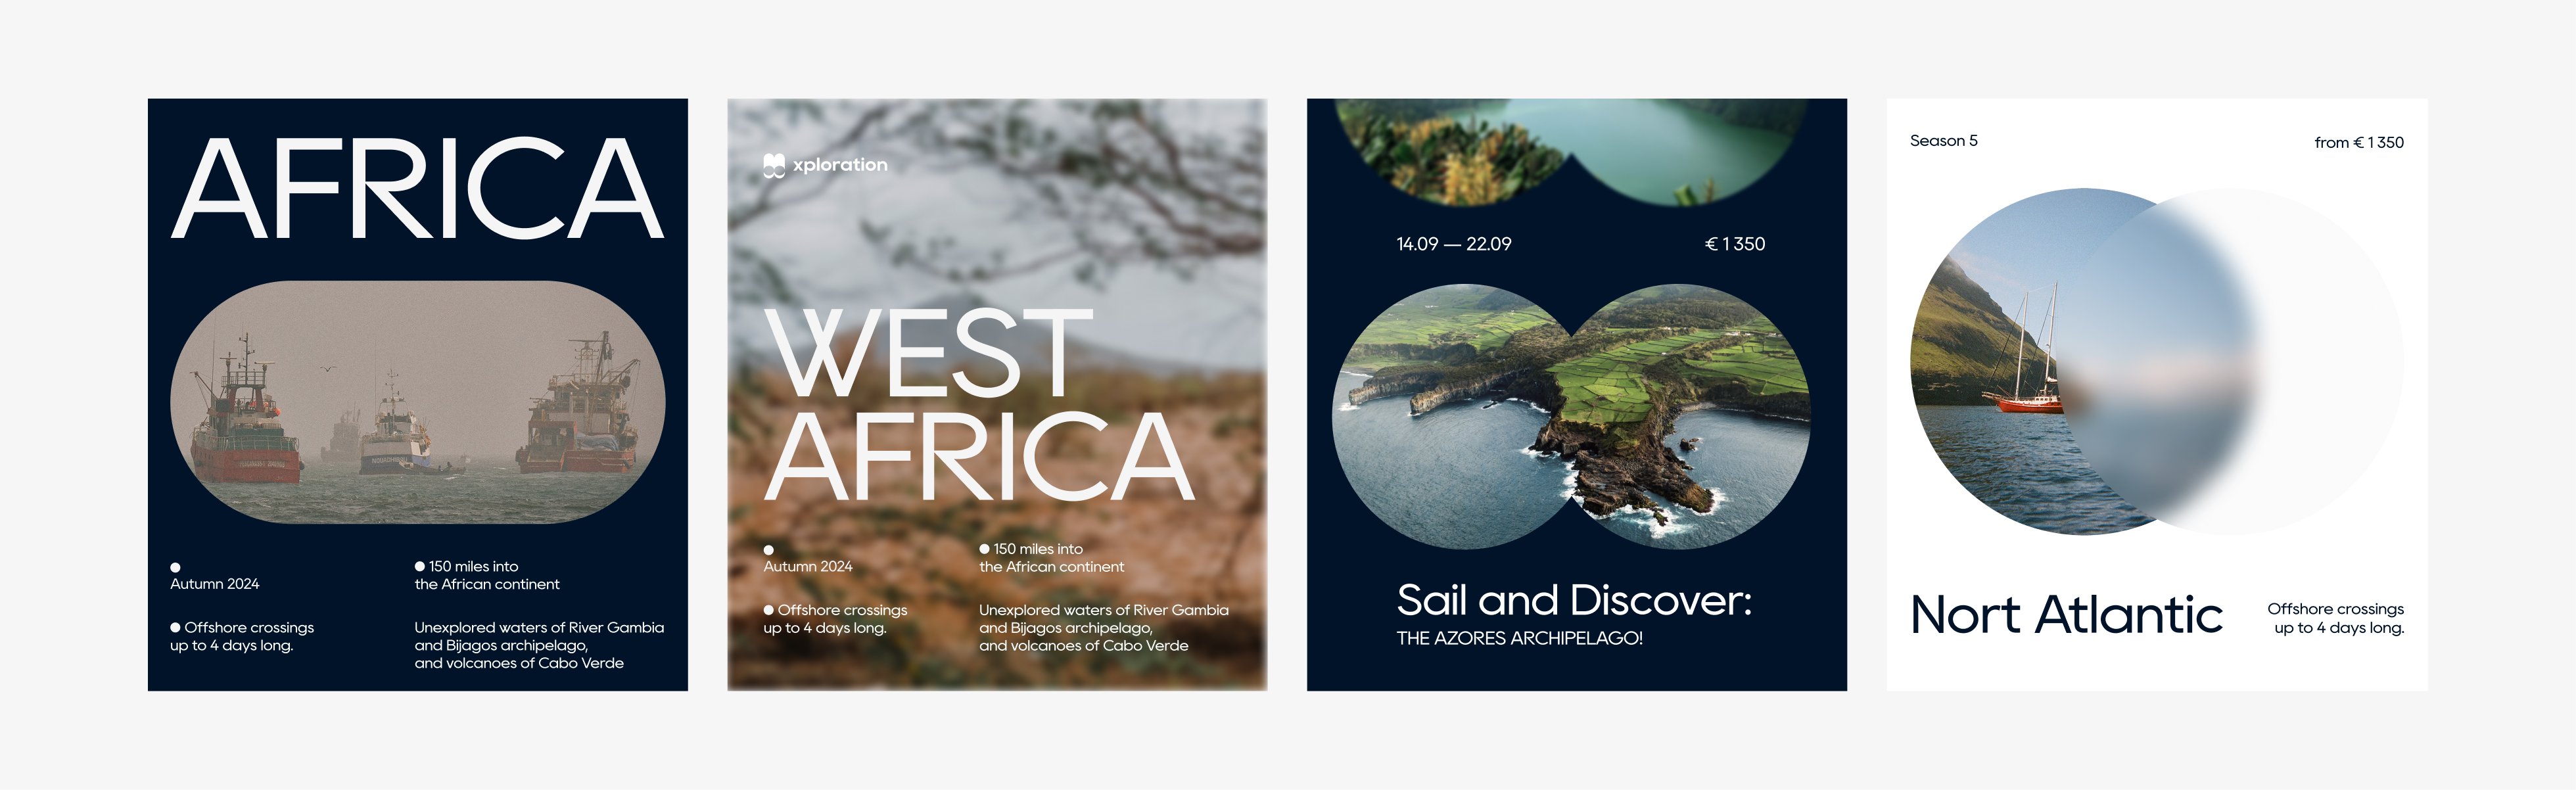 AFRICA
NOUADHIBOU
Autumn 2024
150 miles into
the African continent
Offshore crossings
up to 4 days long.
Unexplored waters of River Gambia
and Bijagos archipelago,
and volcanoes of Cabo Verde
xploration
WEST
AFRICA
Autumn 2024
150 miles into
the African continent
Offshore crossings
up to 4 days long.
Unexplored waters of River Gambia
and Bijagos archipelago,
and volcanoes of Cabo Verde
14.09 — 22.09
€ 1 350
Sail and Discover:
THE AZORES ARCHIPELAGO!
Season 5
from € 1 350
Nort Atlantic
Offshore crossings
up to 4 days long.